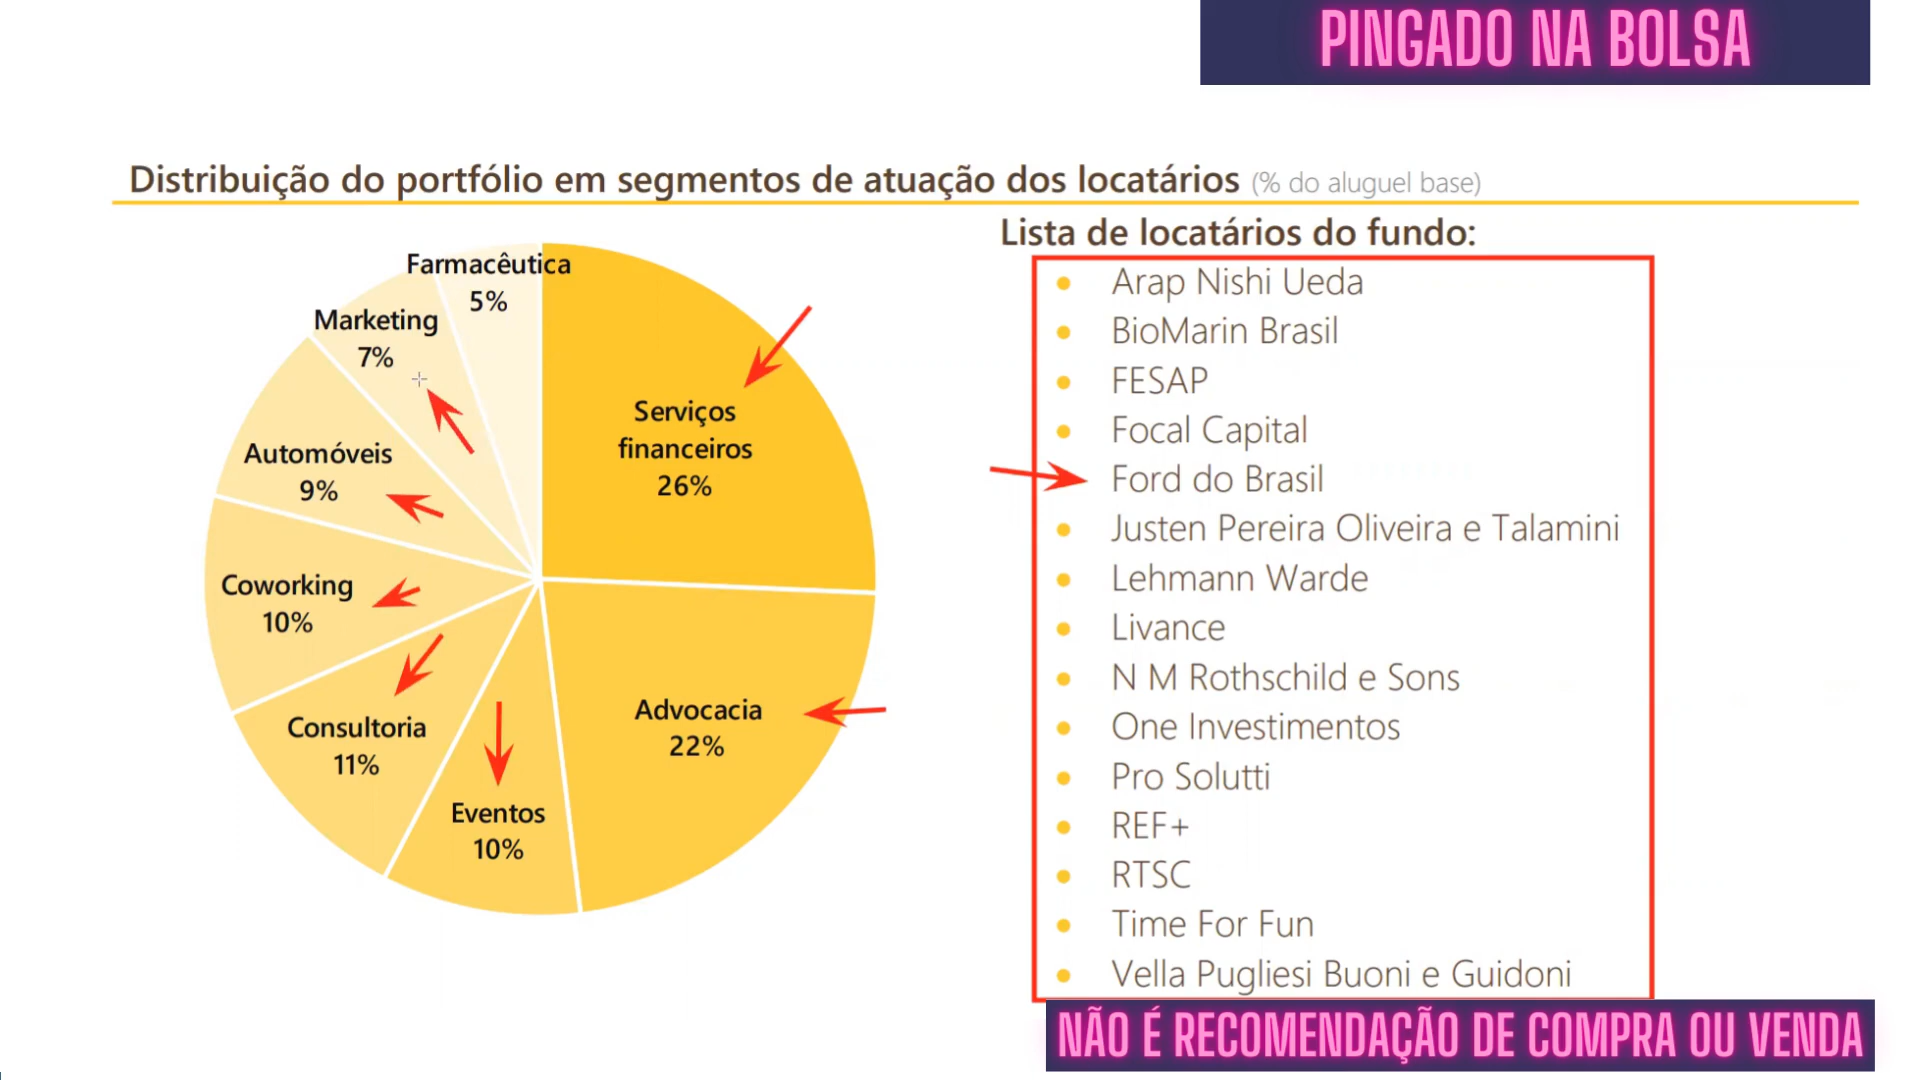 PINGADO NA BOLSA
Distribuição do portfólio em segmentos de atuação dos locatários (% do aluguel base)
Farmacêutica
5%
Marketing
7%
Automóveis
9%
Coworking
10%
Consultoria
11%
Eventos
10%
Advocacia
22%
Serviços
financeiros
26%
Lista de locatários do fundo:
Arap Nishi Ueda
BioMarin Brasil
FESAP
Focal Capital
Ford do Brasil
Justen Pereira Oliveira e Talamini
Lehmann Warde
Livance
N M Rothschild e Sons
One Investimentos
Pro Solutti
REF+
RTSC
Time For Fun
Vella Pugliesi Buoni e Guidoni
NÃO É RECOMENDAÇÃO DE COMPRA OU VENDA